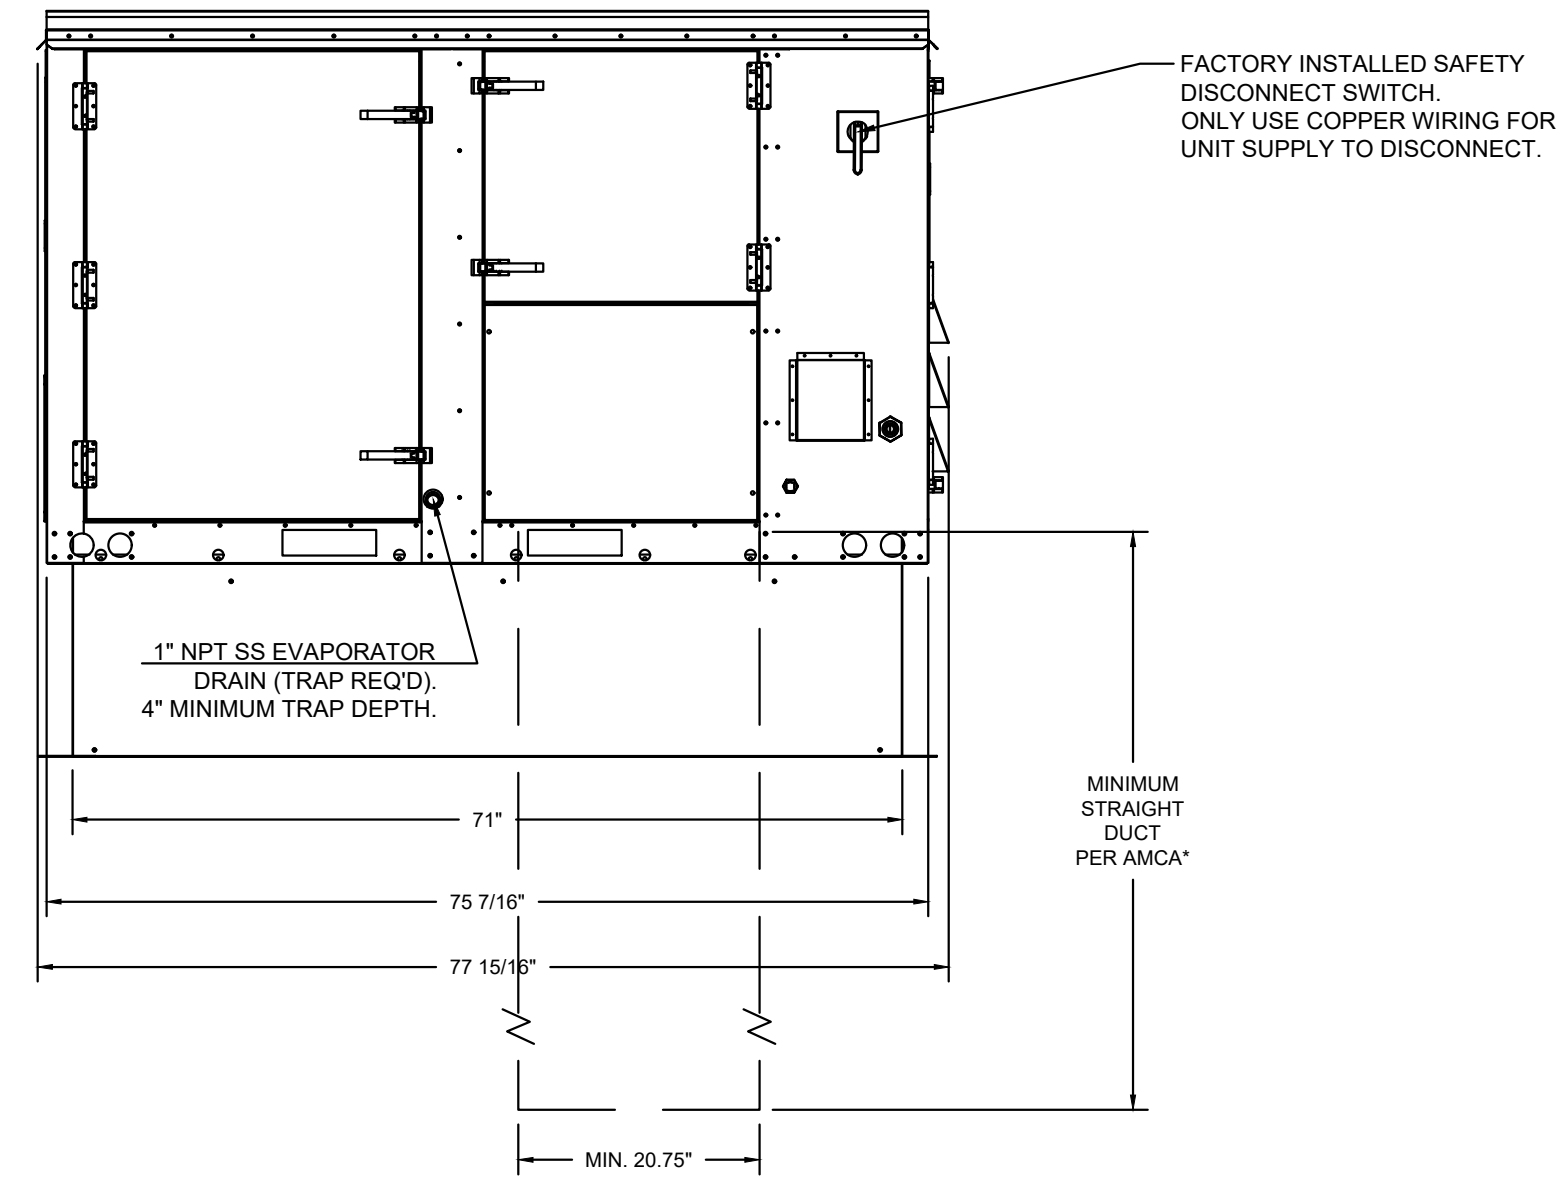 FACTORY INSTALLED SAFETY
DISCONNECT SWITCH.
ONLY USE COPPER WIRING FOR
UNIT SUPPLY TO DISCONNECT.
1" NPT SS EVAPORATOR
DRAIN (TRAP REQ'D).
4" MINIMUM TRAP DEPTH.
MINIMUM
STRAIGHT
DUCT
PER AMCA*
71"
75 7/16"
77 15/16"
MIN. 20.75"